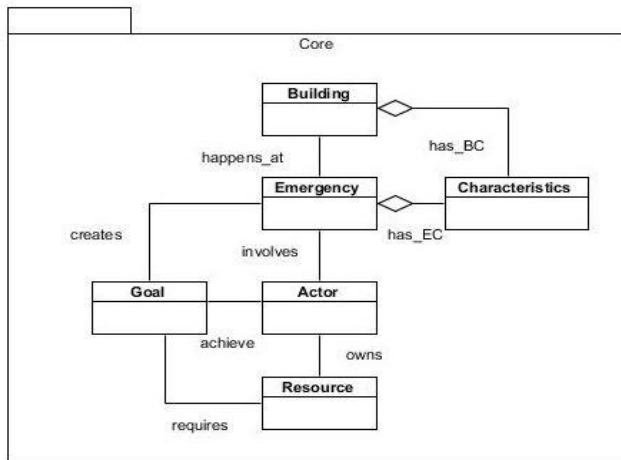 Core
Building
has_BC
happens_at
Emergency
Characteristics
has_EC
creates
involves
Goal
Actor
achieve
owns
Resource
requires